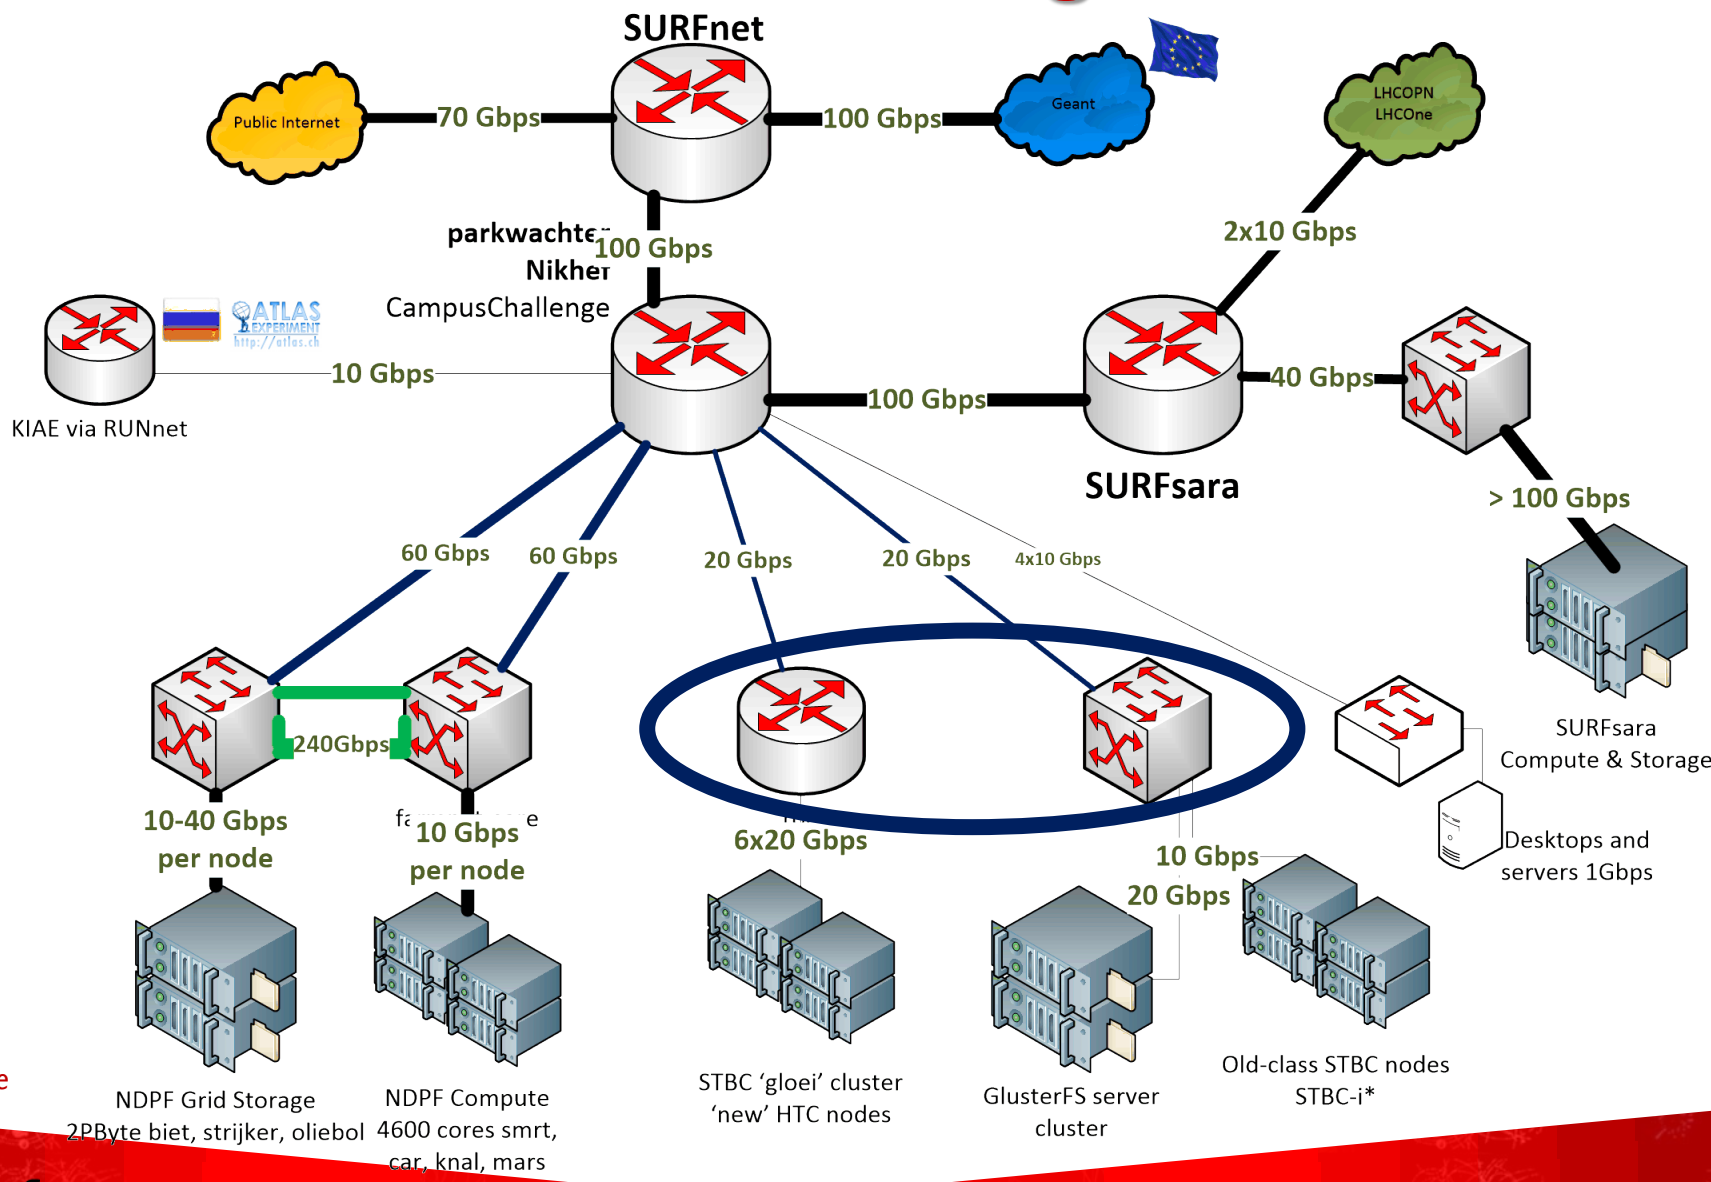 SURFnet
Public Internet
70 Gbps
100 Gbps
Geant
LHCOPN
LHCOne
parkwachter
Nikhef
CampusChallenge
100 Gbps
2x10 Gbps
ATLAS
EXPERIMENT
http://atlas.ch
10 Gbps
KIAE via RUNnet
100 Gbps
40 Gbps
SURFsara
> 100 Gbps
60 Gbps
60 Gbps
20 Gbps
20 Gbps
4x10 Gbps
240Gbps
SURFsara
Compute & Storage
10-40 Gbps
per node
10 Gbps
per node
6x20 Gbps
10 Gbps
20 Gbps
Desktops and
servers 1Gbps
NDPF Grid Storage
2PByte biet, strijker, oliebol
NDPF Compute
4600 cores smrt,
car, knal, mars
STBC ‘gloei’ cluster
‘new’ HTC nodes
GlusterFS server
cluster
Old-class STBC nodes
STBC-i*